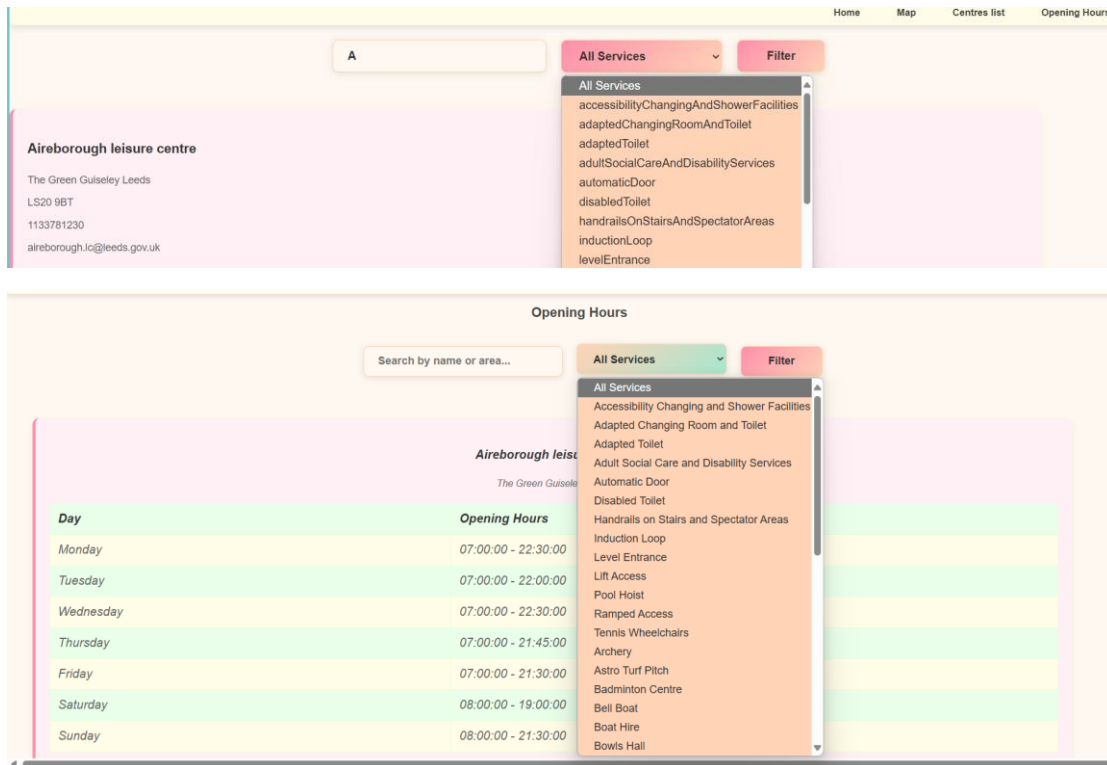 Home Map Centres list Opening Hours
A
All Services
Filter
All Services
accessibilityChangingAndShowerFacilities
adaptedChangingRoomAndToilet
adaptedToilet
adultSocialCareAndDisabilityServices
automaticDoor
disabledToilet
handrailsOnStairsAndSpectatorAreas
inductionLoop
levelEntrance
Aireborough leisure centre
The Green Guiseley Leeds
LS20 9BT
1133781230
aireborough.lc@leeds.gov.uk
Opening Hours
Search by name or area...
All Services
Filter
All Services
Accessibility Changing and Shower Facilities
Adapted Changing Room and Toilet
Adapted Toilet
Adult Social Care and Disability Services
Automatic Door
Disabled Toilet
Handrails on Stairs and Spectator Areas
Induction Loop
Level Entrance
Lift Access
Pool Hoist
Ramped Access
Tennis Wheelchairs
Archery
Astro Turf Pitch
Badminton Centre
Bell Boat
Boat Hire
Bowls Hall
Aireborough leisu
The Green Guisele
Day Opening Hours
Monday 07:00:00 - 22:30:00
Tuesday 07:00:00 - 22:00:00
Wednesday 07:00:00 - 22:30:00
Thursday 07:00:00 - 21:45:00
Friday 07:00:00 - 21:30:00
Saturday 08:00:00 - 19:00:00
Sunday 08:00:00 - 21:30:00